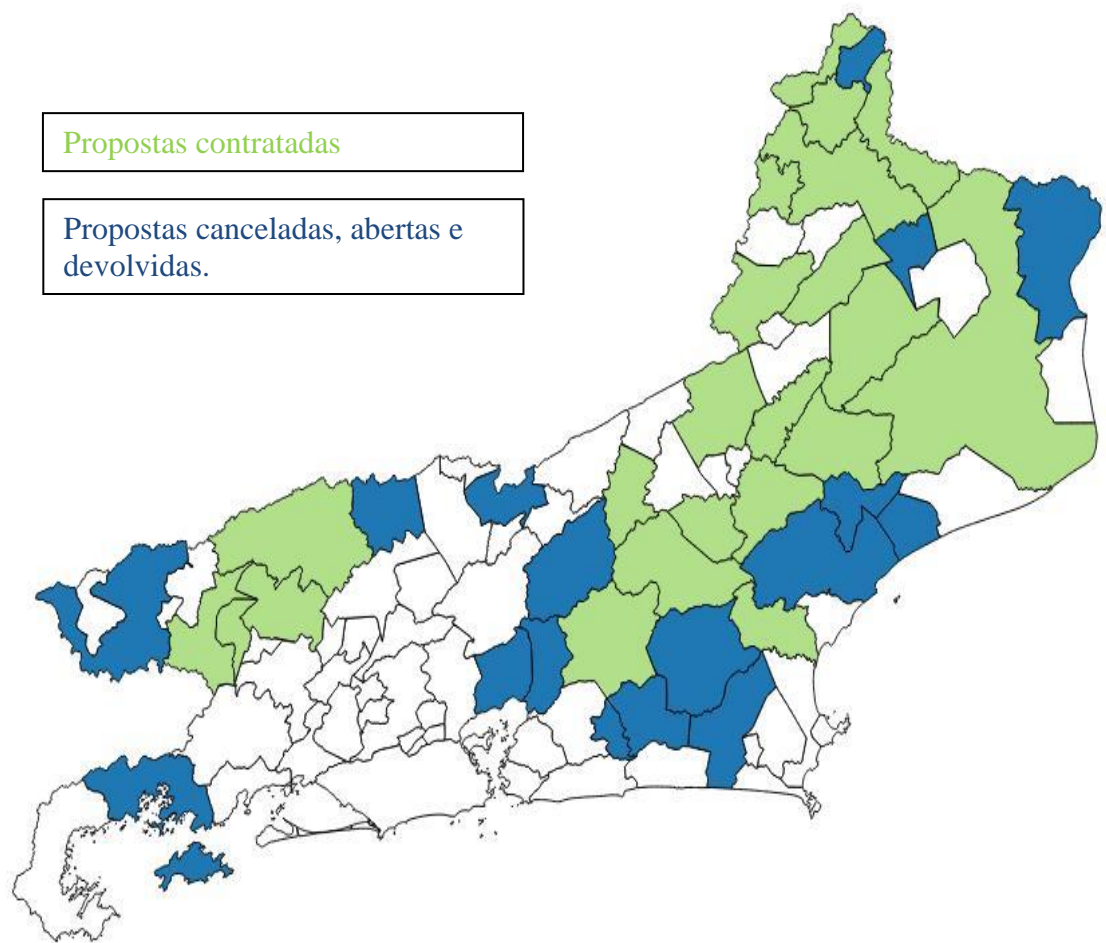 Propostas contratadas
Propostas canceladas, abertas e
devolvidas.